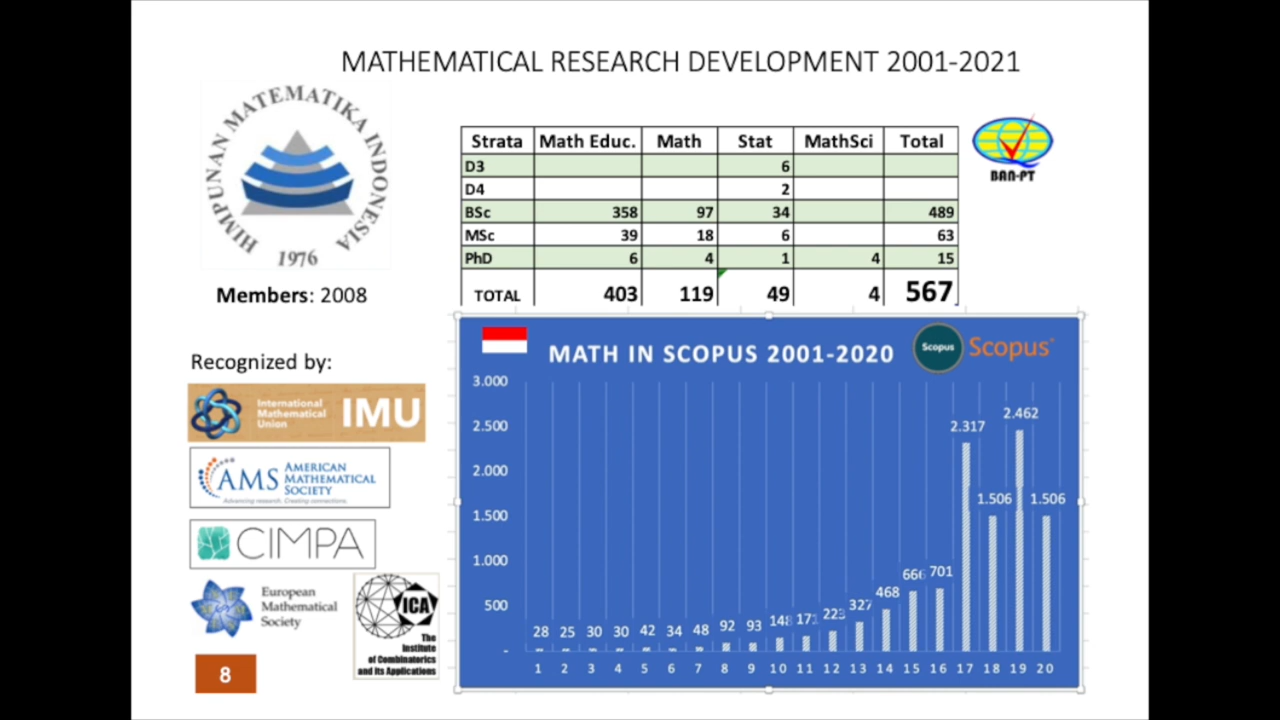 MATHEMATICAL RESEARCH DEVELOPMENT 2001-2021
HIMPUNAN MATEMATIKA INDONESIA
1976
Members: 2008
Strata Math Educ. Math Stat MathSci Total
D3 6
D4 2
BSc 358 97 34 489
MSc 39 18 6 63
PhD 6 4 1 4 15
TOTAL 403 119 49 4 567
BAN-PT
Recognized by:
International
Mathematical
Union
IMU
AMS
AMERICAN
MATHEMATICAL
SOCIETY
Advancing research. Creating connections.
CIMPA
European
Mathematical
Society
ICA
The
Institute
of Combinatorics
and its Applications
8
MATH IN SCOPUS 2001-2020
Scopus
Scopus™
3.000
2.500
2.000
1.500
1.000
500
-
28 25 30 30 42 34 48 92 93 148 171 223 327 468 666 701 2.317 1.506 2.462 1.506
1 2 3 4 5 6 7 8 9 10 11 12 13 14 15 16 17 18 19 20